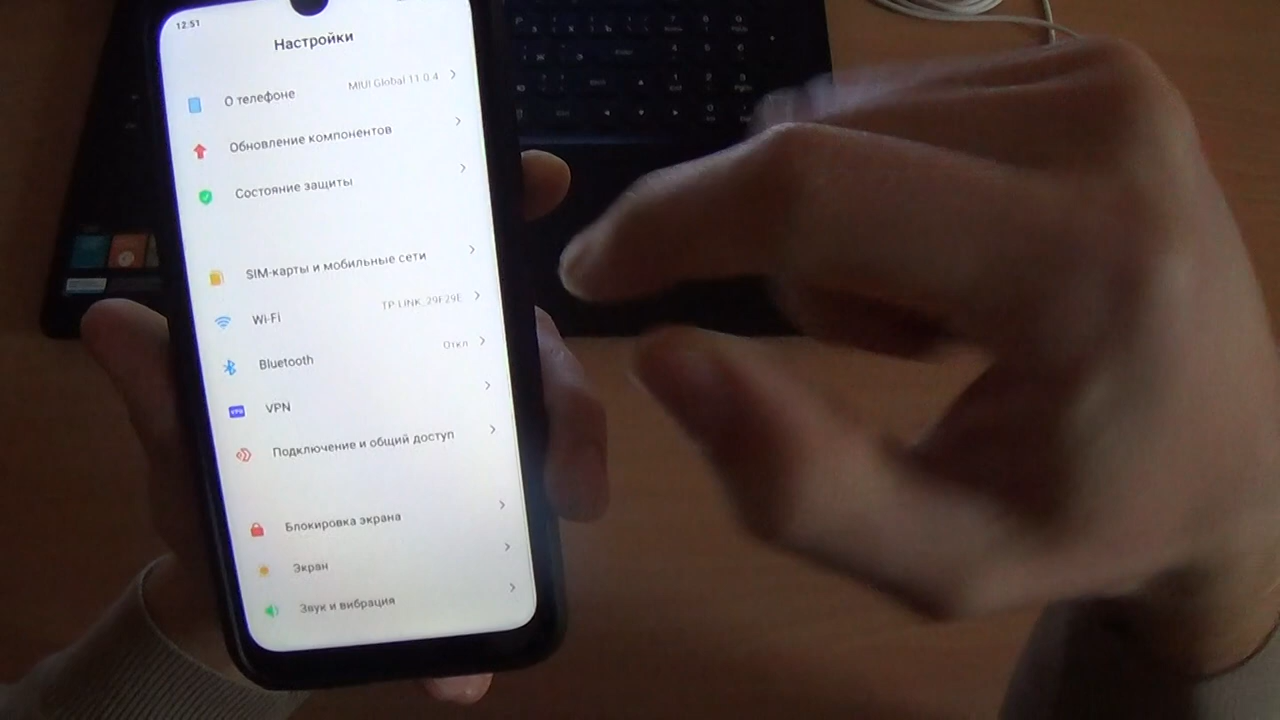 12:51
Настройки
О телефоне MIUI Global 11.0.4
Обновление компонентов
Состояние защиты
SIM-карты и мобильные сети
Wi-Fi TP-LINK_29F29E
Bluetooth Откл
VPN VPN
Подключение и общий доступ
Блокировка экрана
Экран
Звук и вибрация